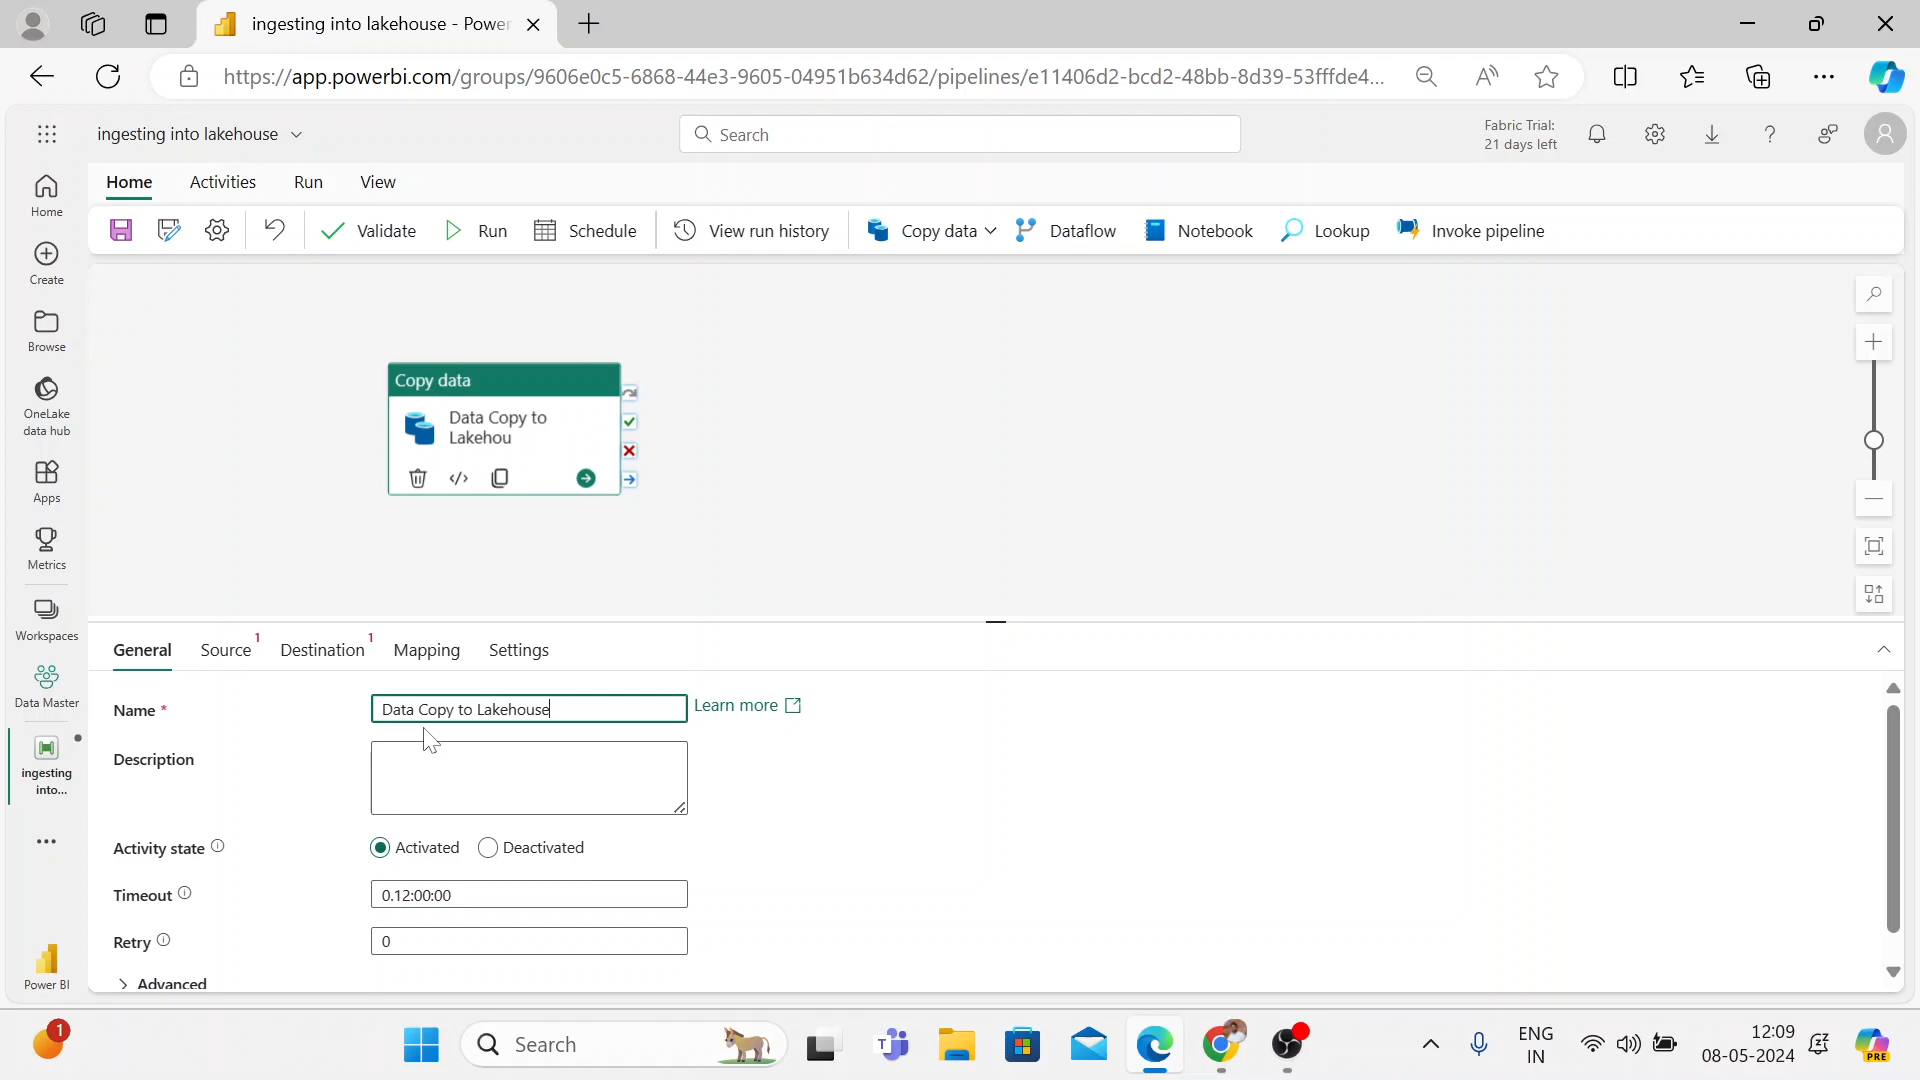 ingesting into lakehouse - Power
https://app.powerbi.com/groups/9606e0c5-6868-44e3-9605-04951b634d62/pipelines/e11406d2-bcd2-48bb-8d39-53fffde4...
ingesting into lakehouse
Search
Fabric Trial:
21 days left
Home
Activities
Run
View
Validate
Run
Schedule
View run history
Copy data
Dataflow
Notebook
Lookup
Invoke pipeline
Home
Create
Browse
OneLake
data hub
Apps
Metrics
Workspaces
Data Master
ingesting
into...
Power BI
Copy data
Data Copy to
Lakehou
General
Source 1
Destination 1
Mapping
Settings
Name *
Data Copy to Lakehouse
Learn more
Description
Activity state
Activated
Deactivated
Timeout
0.12:00:00
Retry
0
Advanced
1
Search
ENG
IN
12:09
08-05-2024
PRE